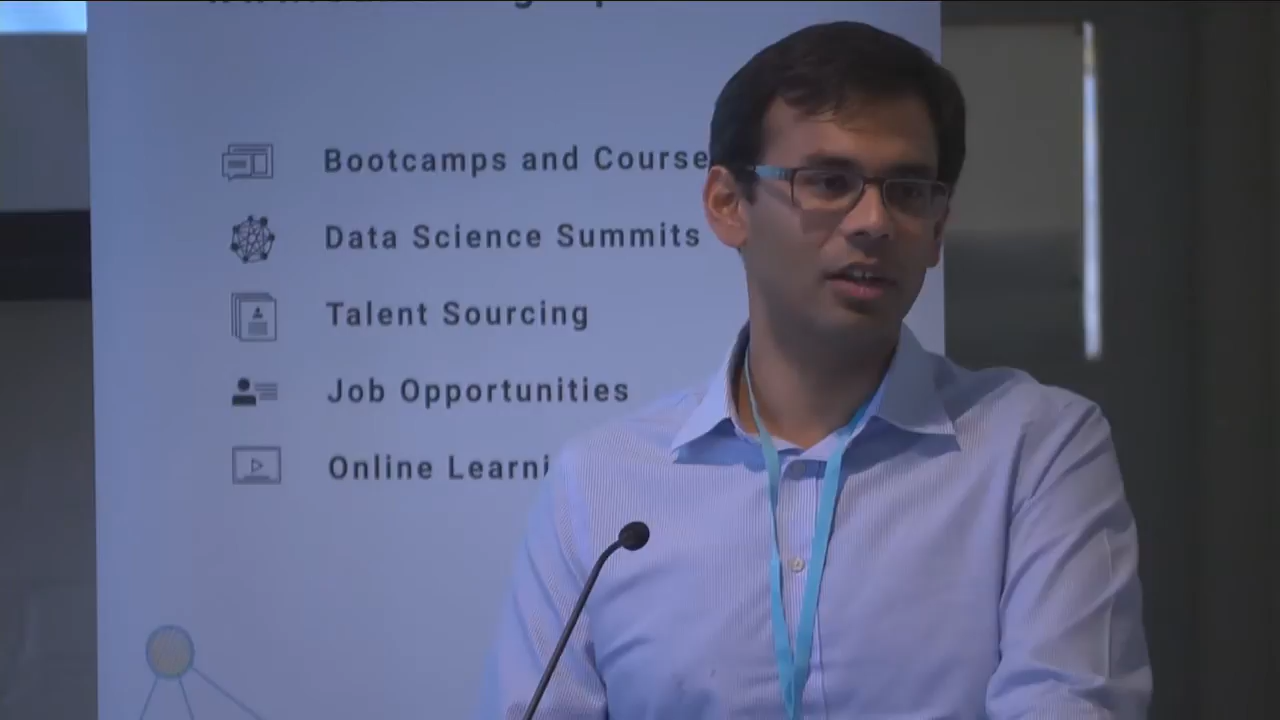 Bootcamps and Course
Data Science Summits
Talent Sourcing
Job Opportunities
Online Learni